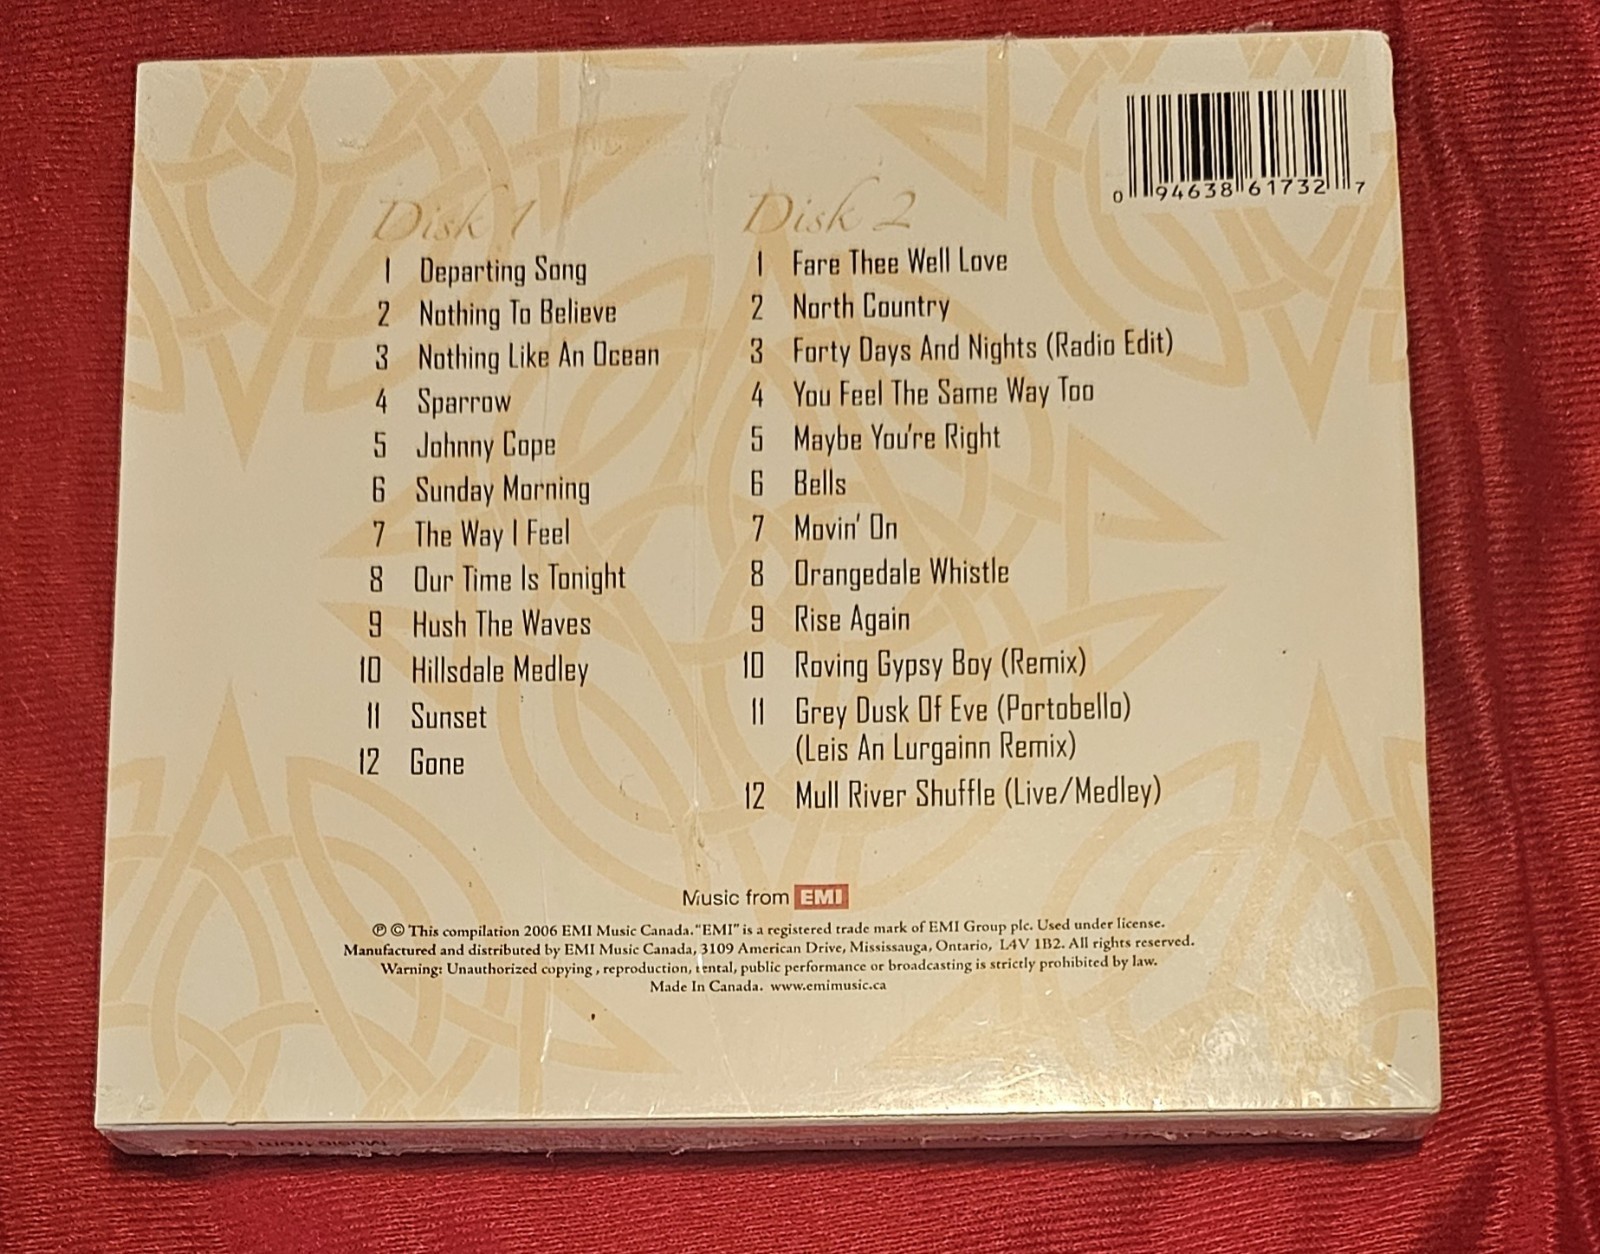 0 94638 61732 7
Disk 1
1 Departing Song
2 Nothing To Believe
3 Nothing Like An Ocean
4 Sparrow
5 Johnny Cope
6 Sunday Morning
7 The Way I Feel
8 Our Time Is Tonight
9 Hush The Waves
10 Hillsdale Medley
11 Sunset
12 Gone
Disk 2
1 Fare Thee Well Love
2 North Country
3 Forty Days And Nights (Radio Edit)
4 You Feel The Same Way Too
5 Maybe You're Right
6 Bells
7 Movin' On
8 Orangedale Whistle
9 Rise Again
10 Roving Gypsy Boy (Remix)
11 Grey Dusk Of Eve (Portobello)
(Leis An Lurgainn Remix)
12 Mull River Shuffle (Live/Medley)
Music from EMI
℗ © This compilation 2006 EMI Music Canada. "EMI" is a registered trade mark of EMI Group plc. Used under license.
Manufactured and distributed by EMI Music Canada, 3109 American Drive, Mississauga, Ontario, L4V 1B2. All rights reserved.
Warning: Unauthorized copying , reproduction, rental, public performance or broadcasting is strictly prohibited by law.
Made In Canada. www.emimusic.ca